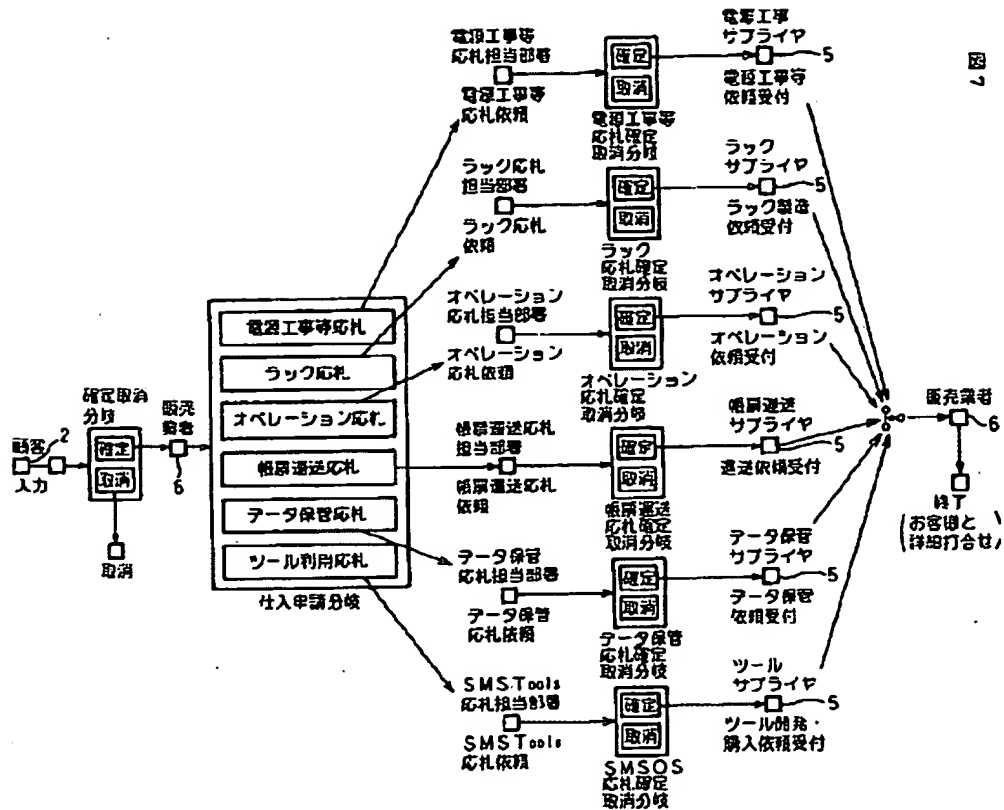 図7
顧客
2
入力
確定取消
分岐
確定
取消
取消
販売
業者
6
電源工事等応札
ラック応札
オペレーション応札
帳票運送応札
データ保管応札
ツール利用応札
仕入申請分岐
電源工事等
応札担当部署
電源工事等
応札依頼
確定
取消
電源工事等
応札確定
取消分岐
電源工事
サプライヤ
5
電源工事等
依頼受付
ラック応札
担当部署
ラック応札
依頼
確定
取消
ラック
応札確定
取消分岐
ラック
サプライヤ
5
ラック製造
依頼受付
オペレーション
応札担当部署
オペレーション
応札依頼
確定
取消
オペレーション
応札確定
取消分岐
オペレーション
サプライヤ
5
オペレーション
依頼受付
帳票運送応札
担当部署
帳票運送応札
依頼
確定
取消
帳票運送
応札確定
取消分岐
帳票運送
サプライヤ
5
運送依頼受付
データ保管
応札担当部署
データ保管
応札依頼
確定
取消
データ保管
応札確定
取消分岐
データ保管
サプライヤ
5
データ保管
依頼受付
SMSTools
応札担当部署
SMSTools
応札依頼
確定
取消
SMSOS
応札確定
取消分岐
ツール
サプライヤ
5
ツール開発・
購入依頼受付
販売業者
6
終了
(お客様と
詳細打合せ)